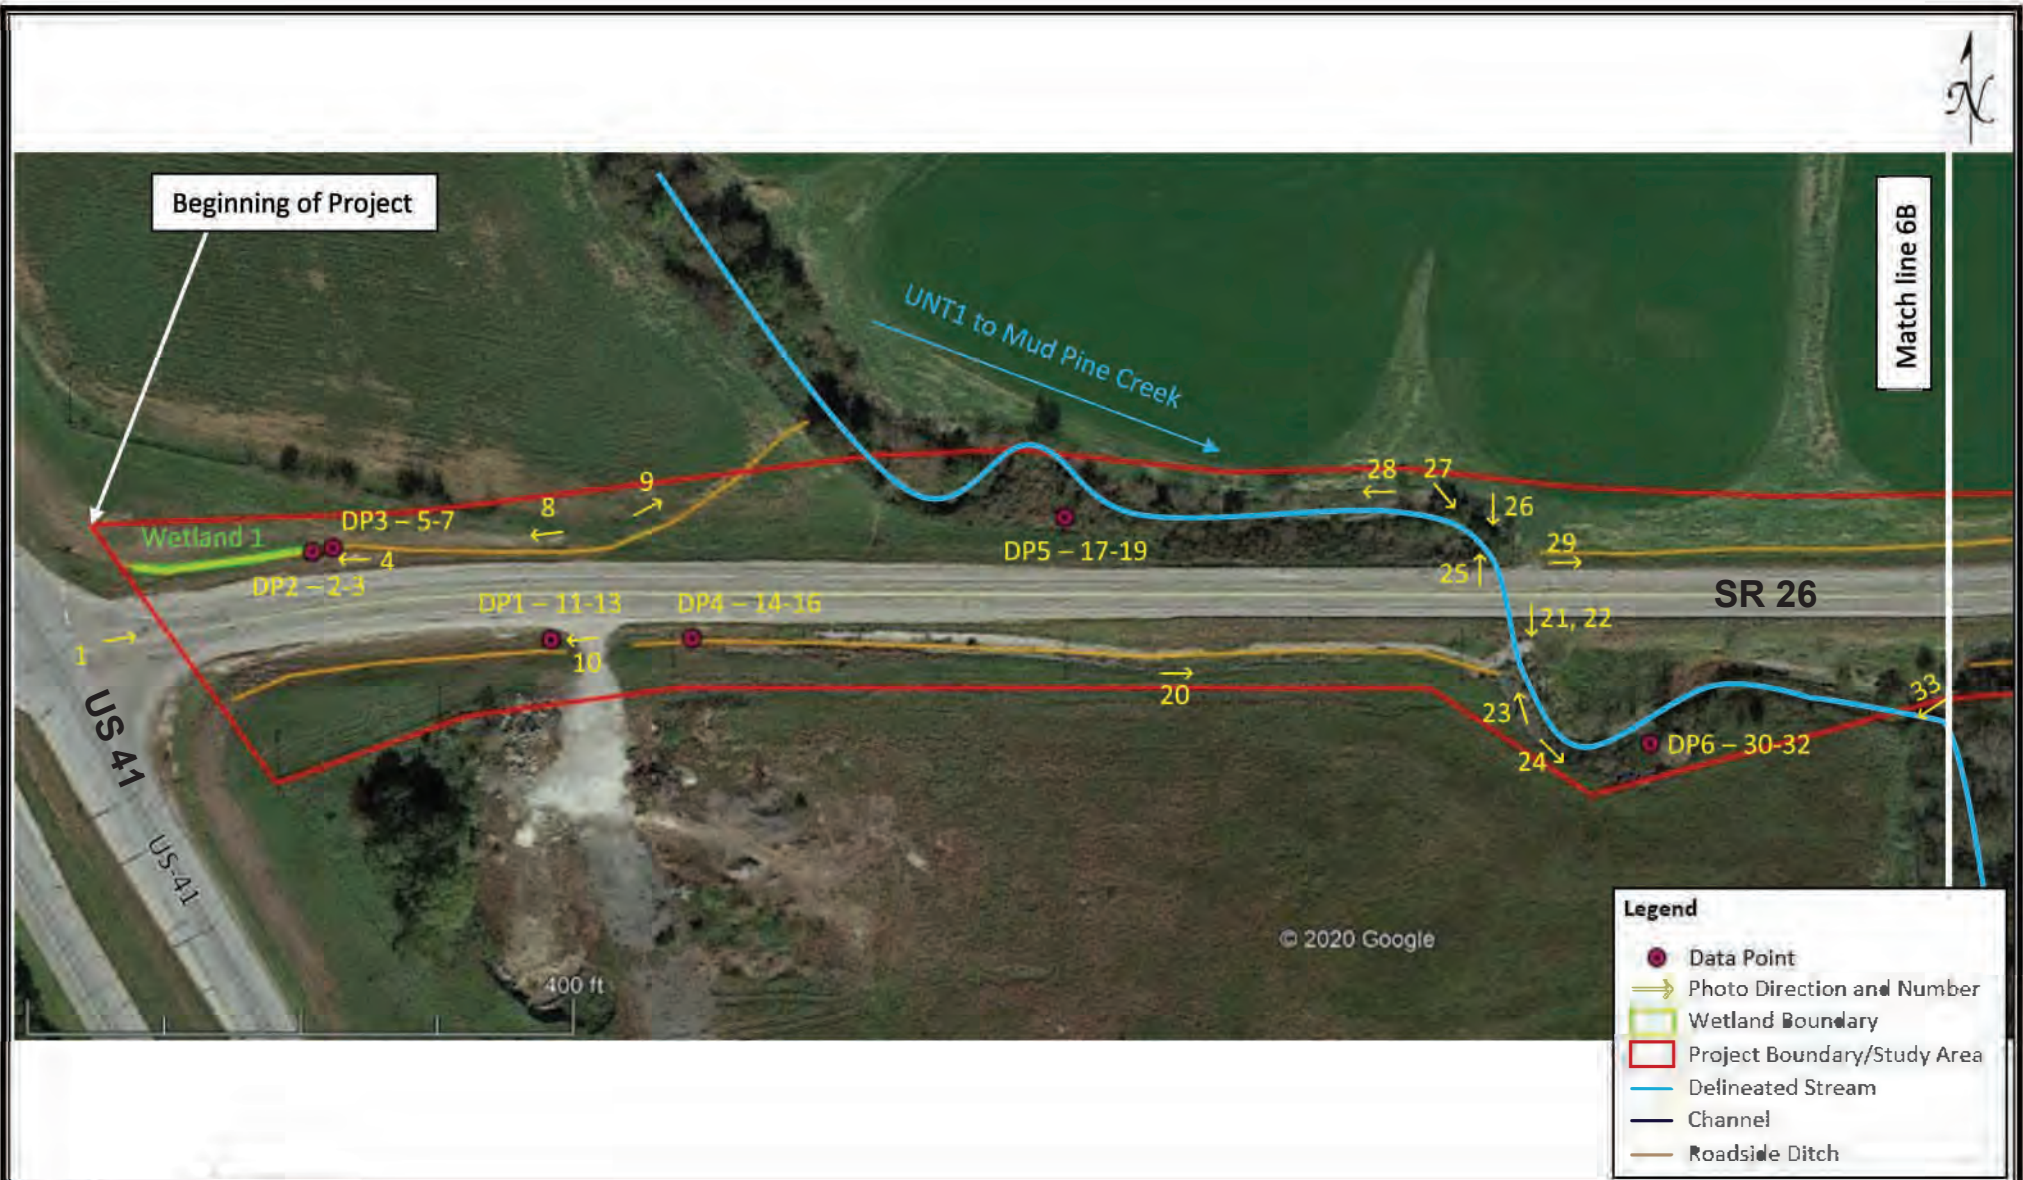 N
Beginning of Project
Match line 6B
UNT1 to Mud Pine Creek
28
27
26
9
8
DP3 – 5-7
Wetland 1
4
DP2 – 2-3
DP5 – 17-19
29
25
SR 26
DP1 – 11-13
DP4 – 14-16
21, 22
1
10
20
33
23
24
DP6 – 30-32
US 41
US-41
© 2020 Google
400 ft
Legend
Data Point
Photo Direction and Number
Wetland Boundary
Project Boundary/Study Area
Delineated Stream
Channel
Roadside Ditch